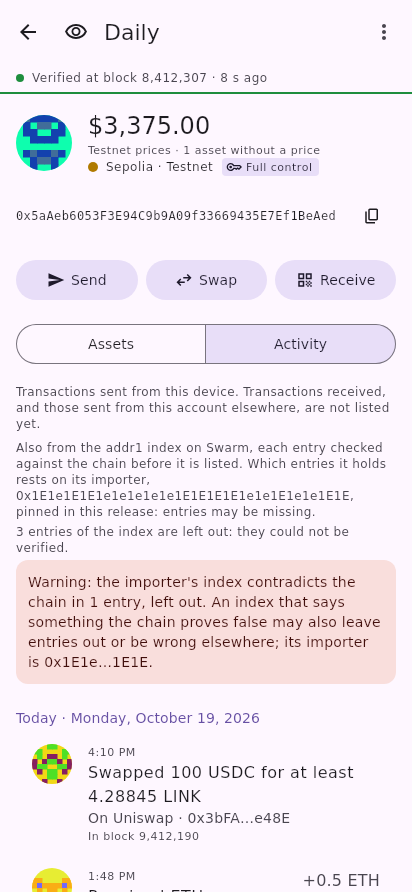 Daily
Verified at block 8,412,307 · 8 s ago
$3,375.00
Testnet prices · 1 asset without a price
Sepolia · Testnet Full control
0x5aAeb6053F3E94C9b9A09f33669435E7Ef1BeAed
Send Swap Receive
Assets Activity
Transactions sent from this device. Transactions received,
and those sent from this account elsewhere, are not listed
yet.
Also from the addr1 index on Swarm, each entry checked
against the chain before it is listed. Which entries it holds
rests on its importer,
0x1E1e1E1E1e1e1e1e1e1E1E1E1E1e1e1E1e1e1E1E,
pinned in this release: entries may be missing.
3 entries of the index are left out: they could not be
verified.
Warning: the importer's index contradicts the
chain in 1 entry, left out. An index that says
something the chain proves false may also leave
entries out or be wrong elsewhere; its importer
is 0x1E1e…1E1E.
Today · Monday, October 19, 2026
4:10 PM
Swapped 100 USDC for at least
4.28845 LINK
On Uniswap · 0x3bFA…e48E
In block 9,412,190
1:48 PM
+0.5 ETH